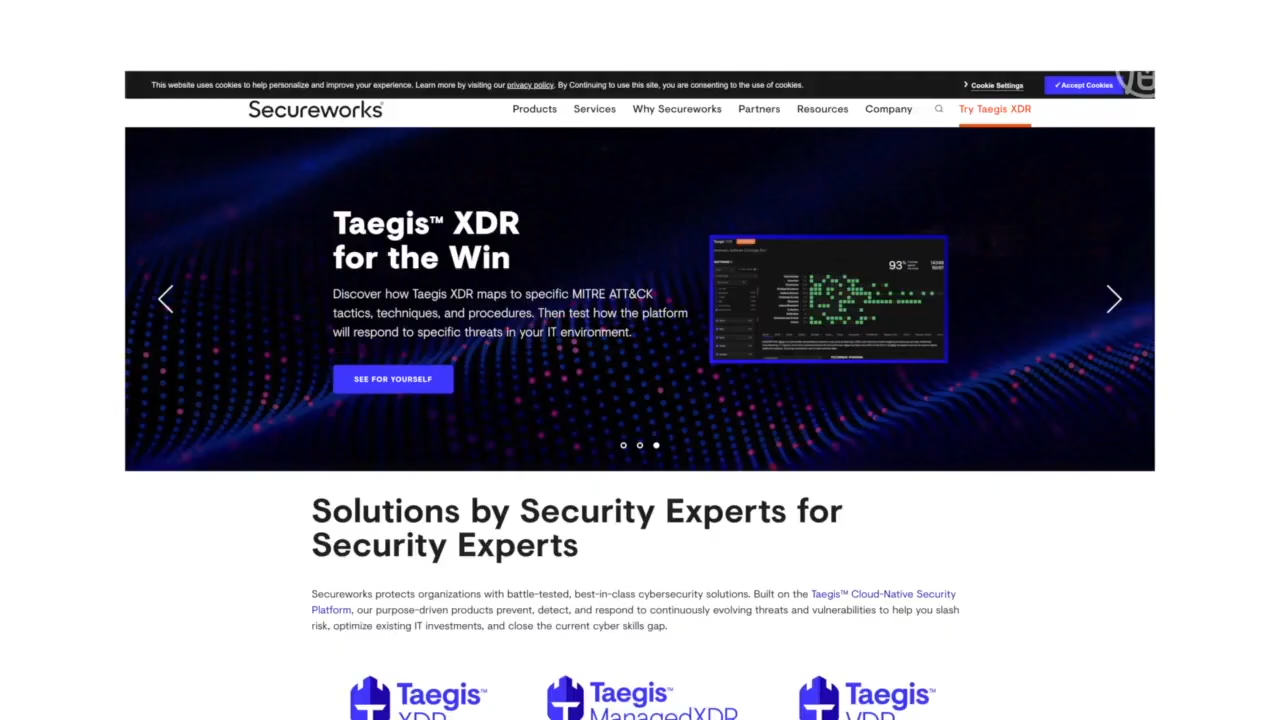 This website uses cookies to help personalize and improve your experience. Learn more by visiting our privacy policy. By Continuing to use this site, you are consenting to the use of cookies.
Cookie Settings
✓Accept Cookies
Secureworks
Products Services Why Secureworks Partners Resources Company Try Taegis XDR
Taegis™ XDR
for the Win
Discover how Taegis XDR maps to specific MITRE ATT&CK
tactics, techniques, and procedures. Then test how the platform
will respond to specific threats in your IT environment.
SEE FOR YOURSELF
93%
Solutions by Security Experts for
Security Experts
Secureworks protects organizations with battle-tested, best-in-class cybersecurity solutions. Built on the Taegis™ Cloud-Native Security
Platform, our purpose-driven products prevent, detect, and respond to continuously evolving threats and vulnerabilities to help you slash
risk, optimize existing IT investments, and close the current cyber skills gap.
Taegis™
XDR
Taegis™
ManagedXDR
Taegis™
VDR